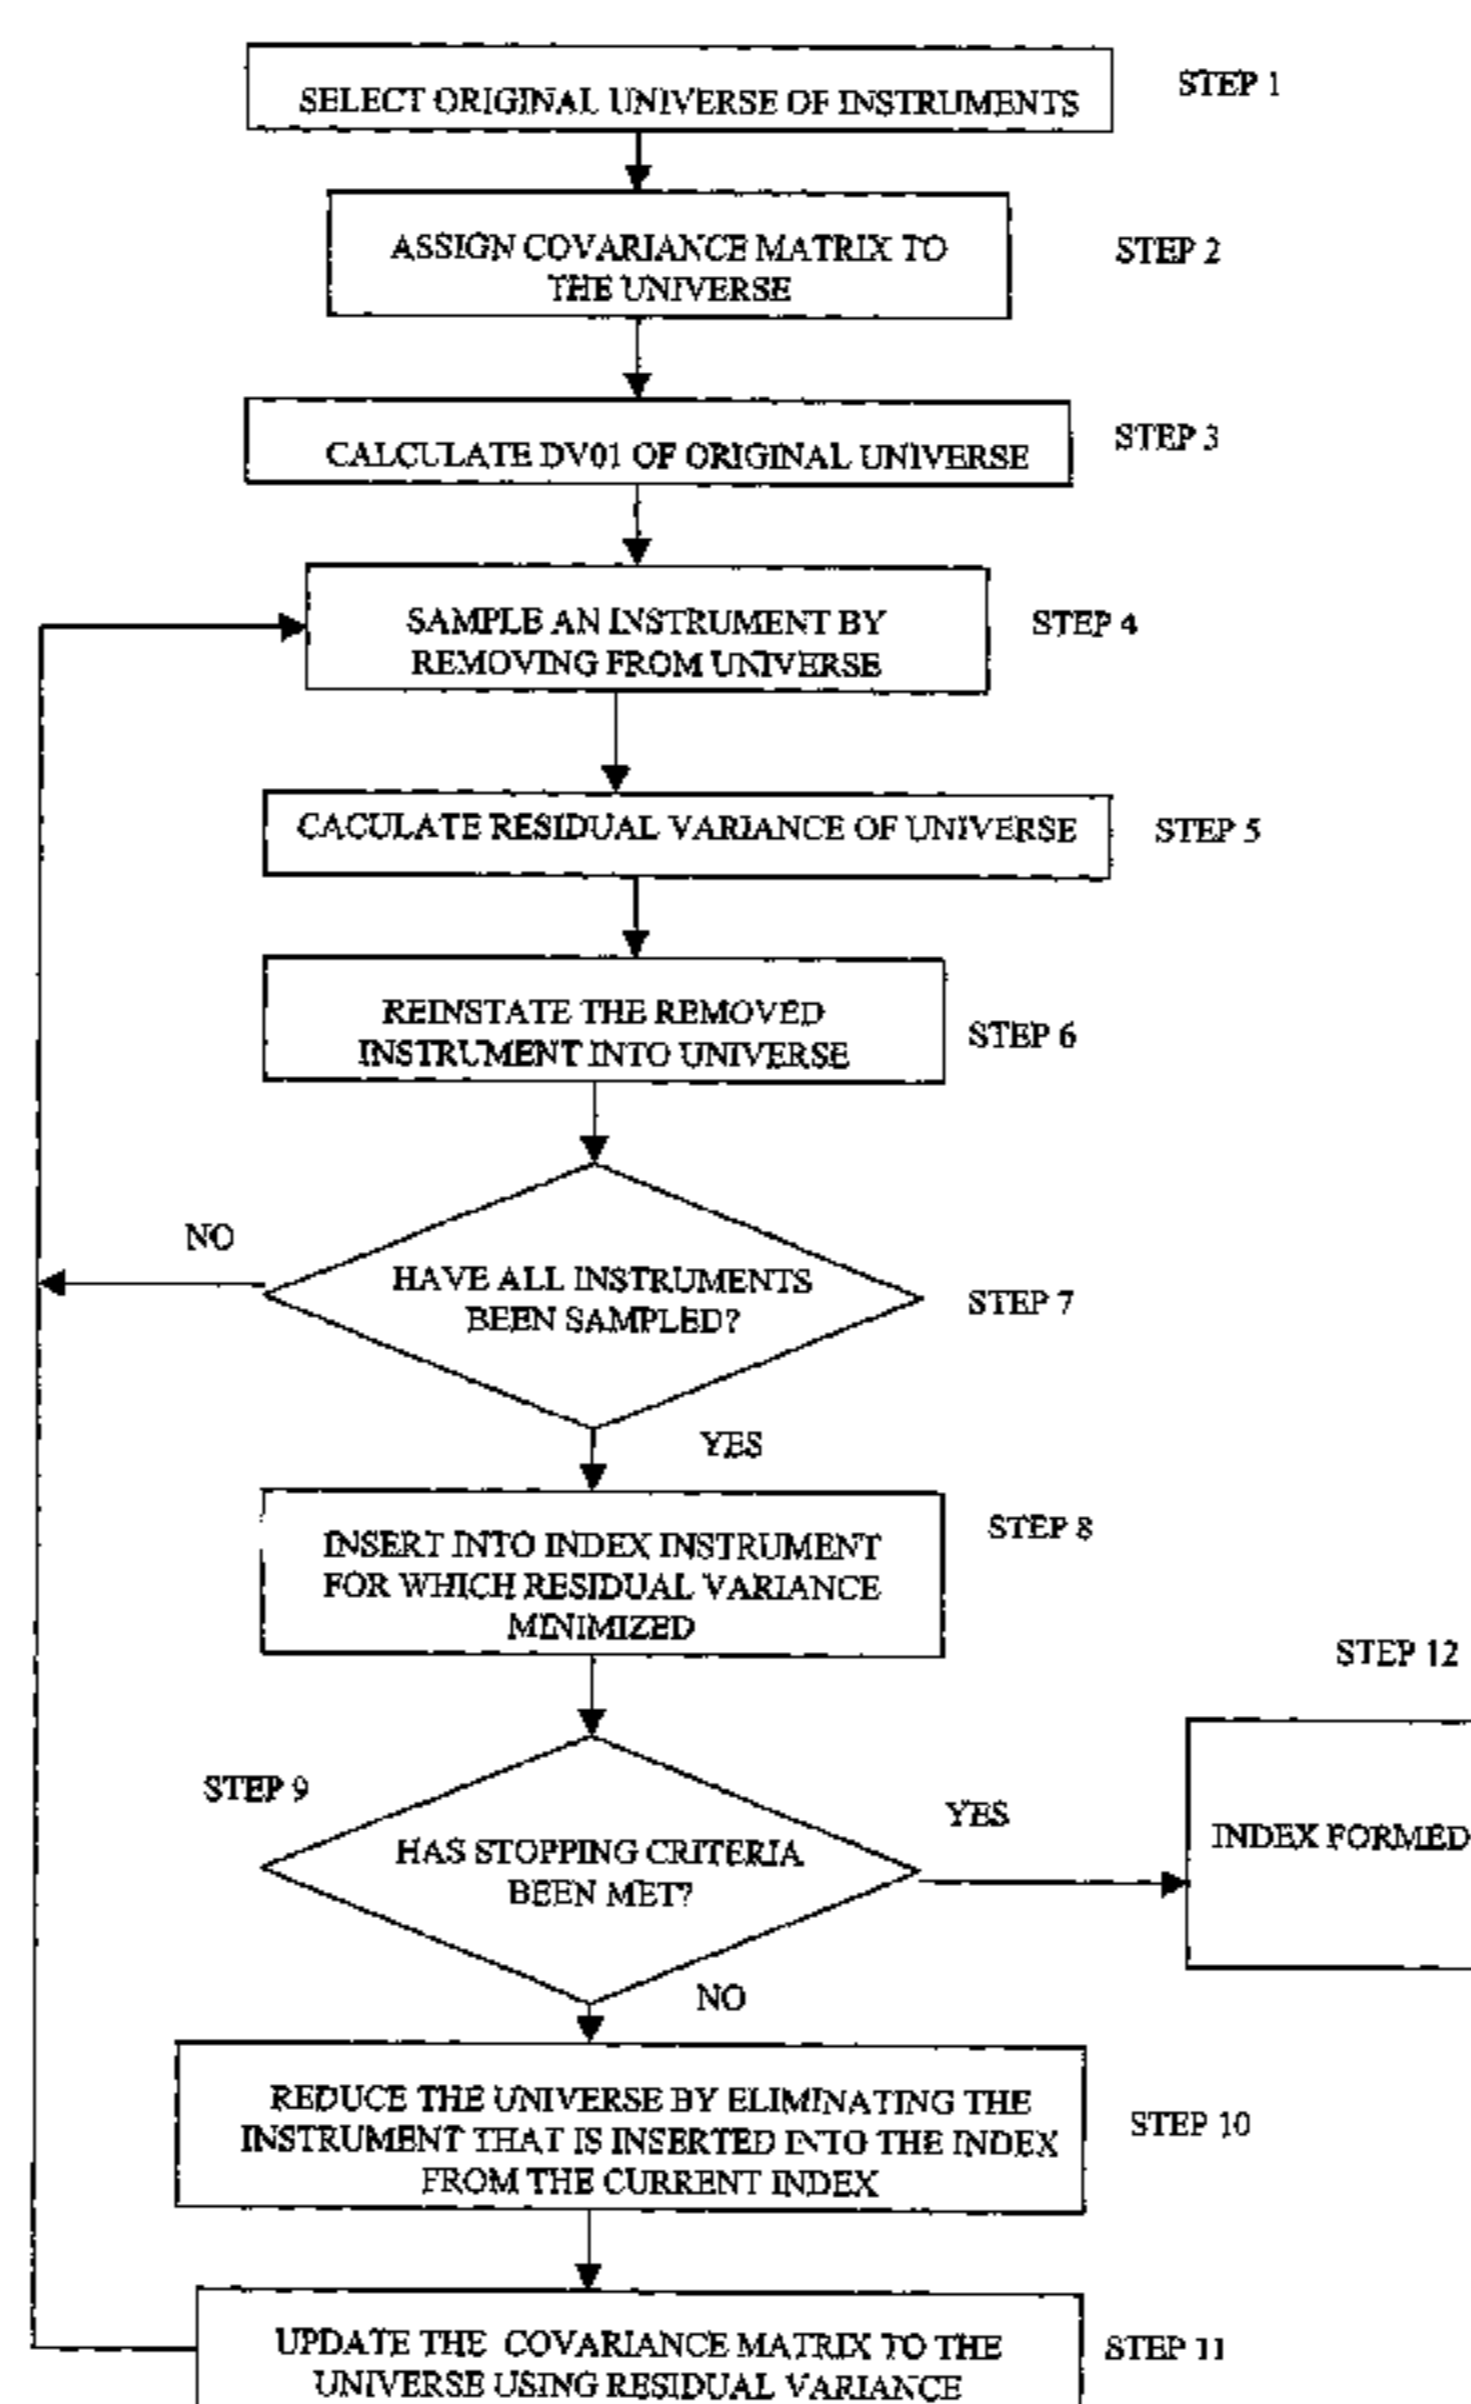 SELECT ORIGINAL UNIVERSE OF INSTRUMENTS
STEP 1
ASSIGN COVARIANCE MATRIX TO
THE UNIVERSE
STEP 2
CALCULATE DV01 OF ORIGINAL UNIVERSE
STEP 3
SAMPLE AN INSTRUMENT BY
REMOVING FROM UNIVERSE
STEP 4
CACULATE RESIDUAL VARIANCE OF UNIVERSE
STEP 5
REINSTATE THE REMOVED
INSTRUMENT INTO UNIVERSE
STEP 6
NO
HAVE ALL INSTRUMENTS
BEEN SAMPLED?
STEP 7
YES
INSERT INTO INDEX INSTRUMENT
FOR WHICH RESIDUAL VARIANCE
MINIMIZED
STEP 8
STEP 12
STEP 9
HAS STOPPING CRITERIA
BEEN MET?
YES
INDEX FORMED
NO
REDUCE THE UNIVERSE BY ELIMINATING THE
INSTRUMENT THAT IS INSERTED INTO THE INDEX
FROM THE CURRENT INDEX
STEP 10
UPDATE THE COVARIANCE MATRIX TO THE
UNIVERSE USING RESIDUAL VARIANCE
STEP 11